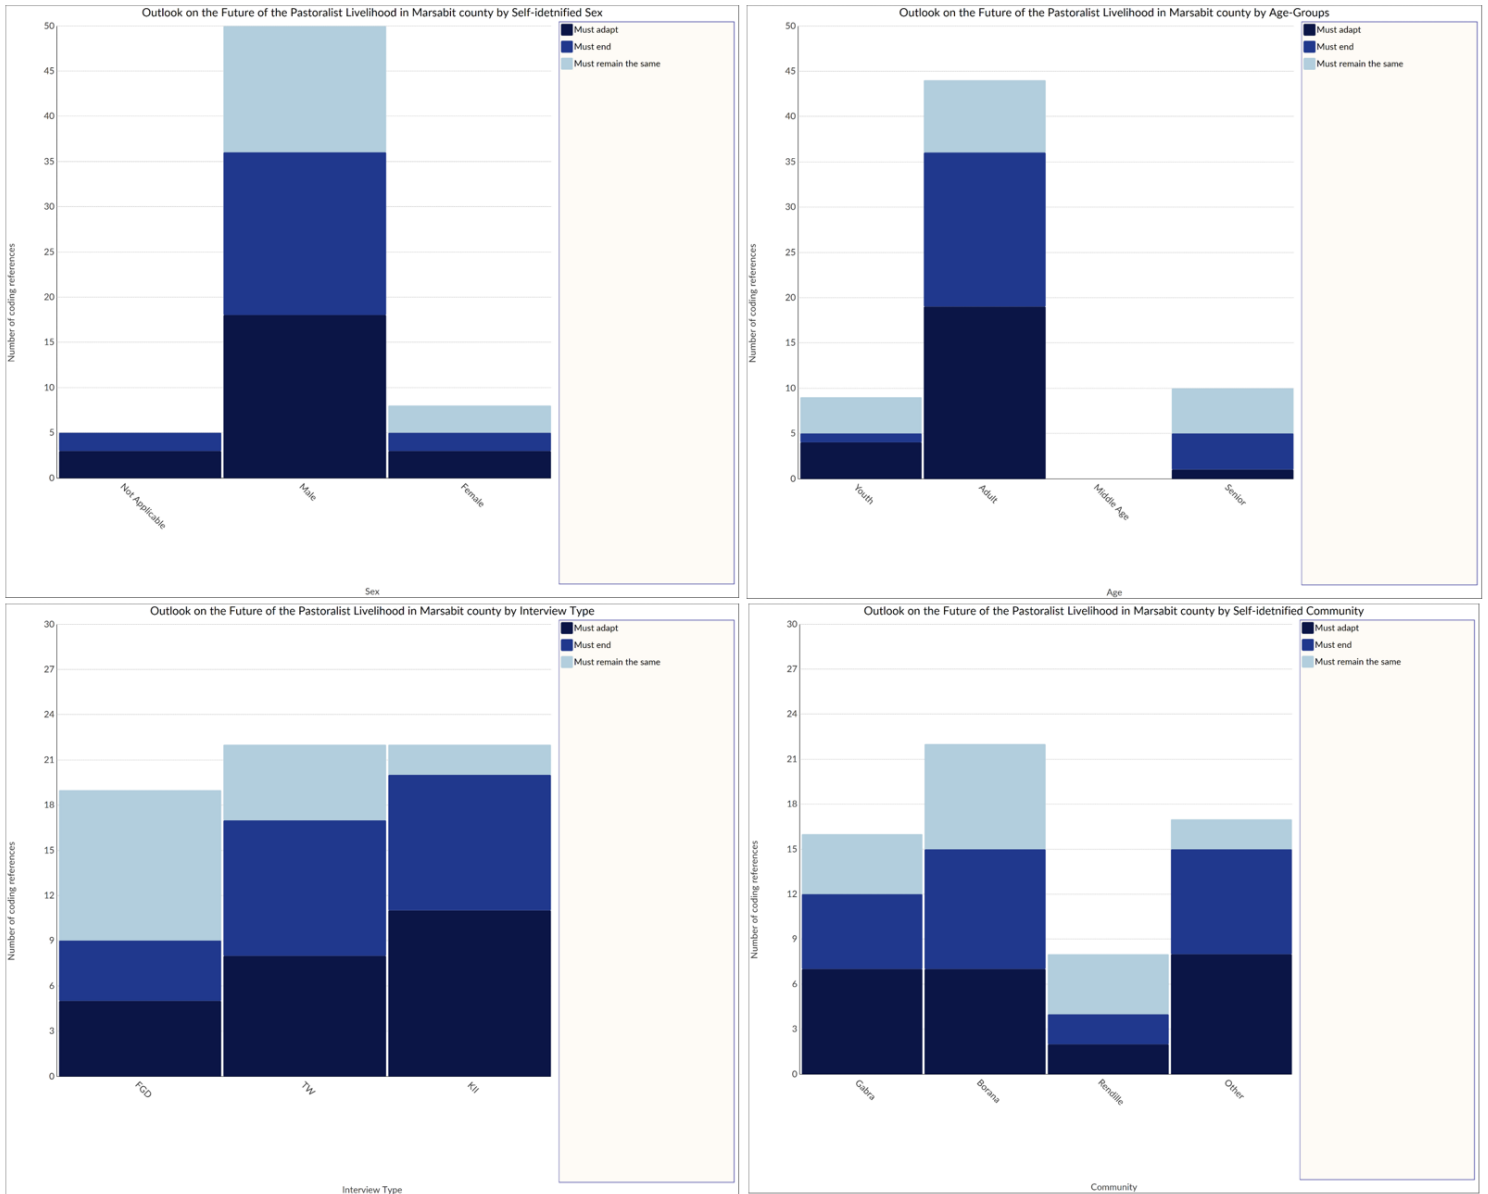 Outlook on the Future of the Pastoralist Livelihood in Marsabit county by Self-idetnified Sex
Must adapt
Must end
Must remain the same
50
45
40
35
30
25
20
15
10
5
0
Number of coding references
Not Applicable
Male
Female
Sex
Outlook on the Future of the Pastoralist Livelihood in Marsabit county by Age-Groups
Must adapt
Must end
Must remain the same
50
45
40
35
30
25
20
15
10
5
0
Number of coding references
Youth
Adult
Middle Age
Senior
Age
Outlook on the Future of the Pastoralist Livelihood in Marsabit county by Interview Type
Must adapt
Must end
Must remain the same
30
27
24
21
18
15
12
9
6
3
0
Number of coding references
FGD
TW
KII
Interview Type
Outlook on the Future of the Pastoralist Livelihood in Marsabit county by Self-idetnified Community
Must adapt
Must end
Must remain the same
30
27
24
21
18
15
12
9
6
3
0
Number of coding references
Gabra
Borana
Rendille
Other
Community